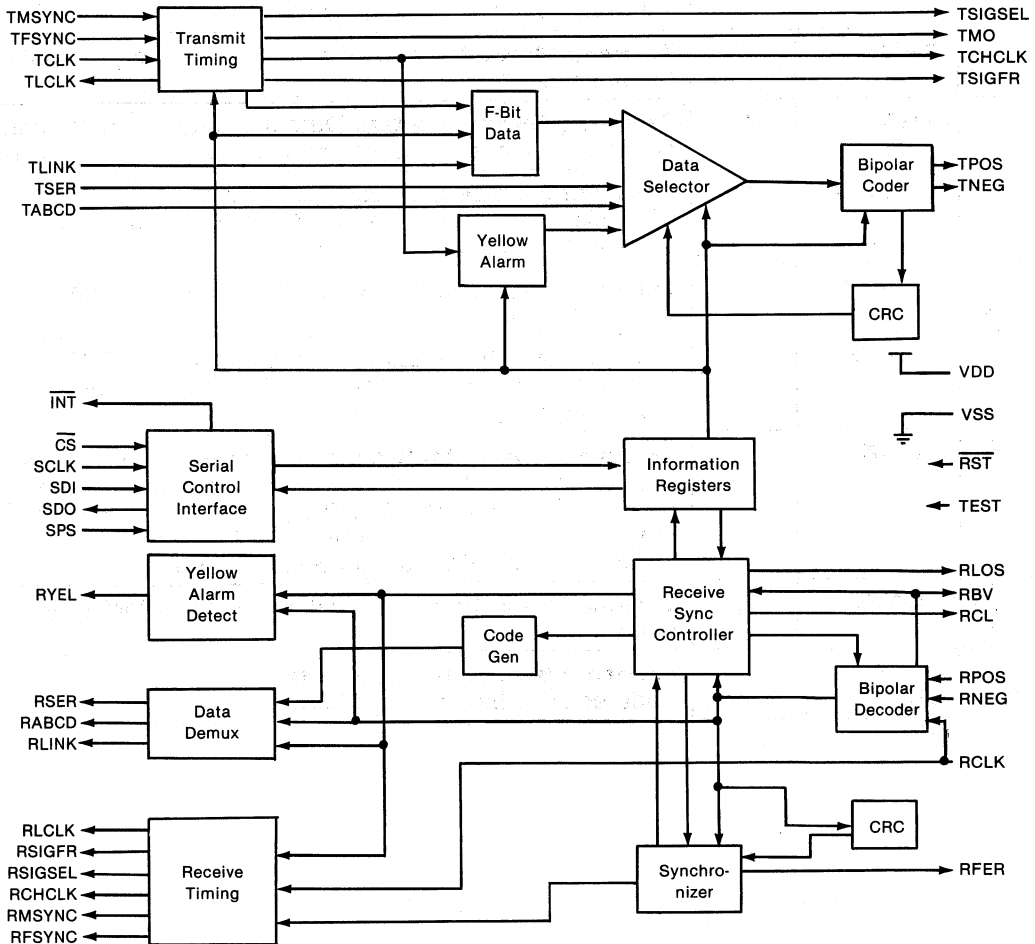 TMSYNC
TFSYNC
TCLK
TLCLK
Transmit
Timing
TSIGSEL
TMO
TCHCLK
TSIGFR
F-Bit
Data
TLINK
TSER
TABCD
Data
Selector
Bipolar
Coder
TPOS
TNEG
Yellow
Alarm
CRC
VDD
VSS
RST
TEST
INT
CS
SCLK
SDI
SDO
SPS
Serial
Control
Interface
Information
Registers
RYEL
Yellow
Alarm
Detect
Code
Gen
Receive
Sync
Controller
RLOS
RBV
RCL
RPOS
RNEG
Bipolar
Decoder
RCLK
RSER
RABCD
RLINK
Data
Demux
RLCLK
RSIGFR
RSIGSEL
RCHCLK
RMSYNC
RFSYNC
Receive
Timing
Synchro-
nizer
CRC
RFER